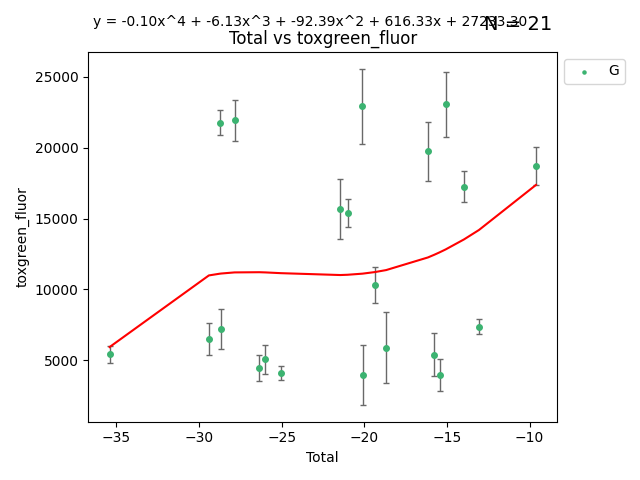 y = -0.10x^4 + -6.13x^3 + -92.39x^2 + 616.33x +
N = 21
Total vs toxgreen_fluor
G
25000
20000
15000
10000
5000
toxgreen_fluor
−35 −30 −25 −20 −15 −10
Total